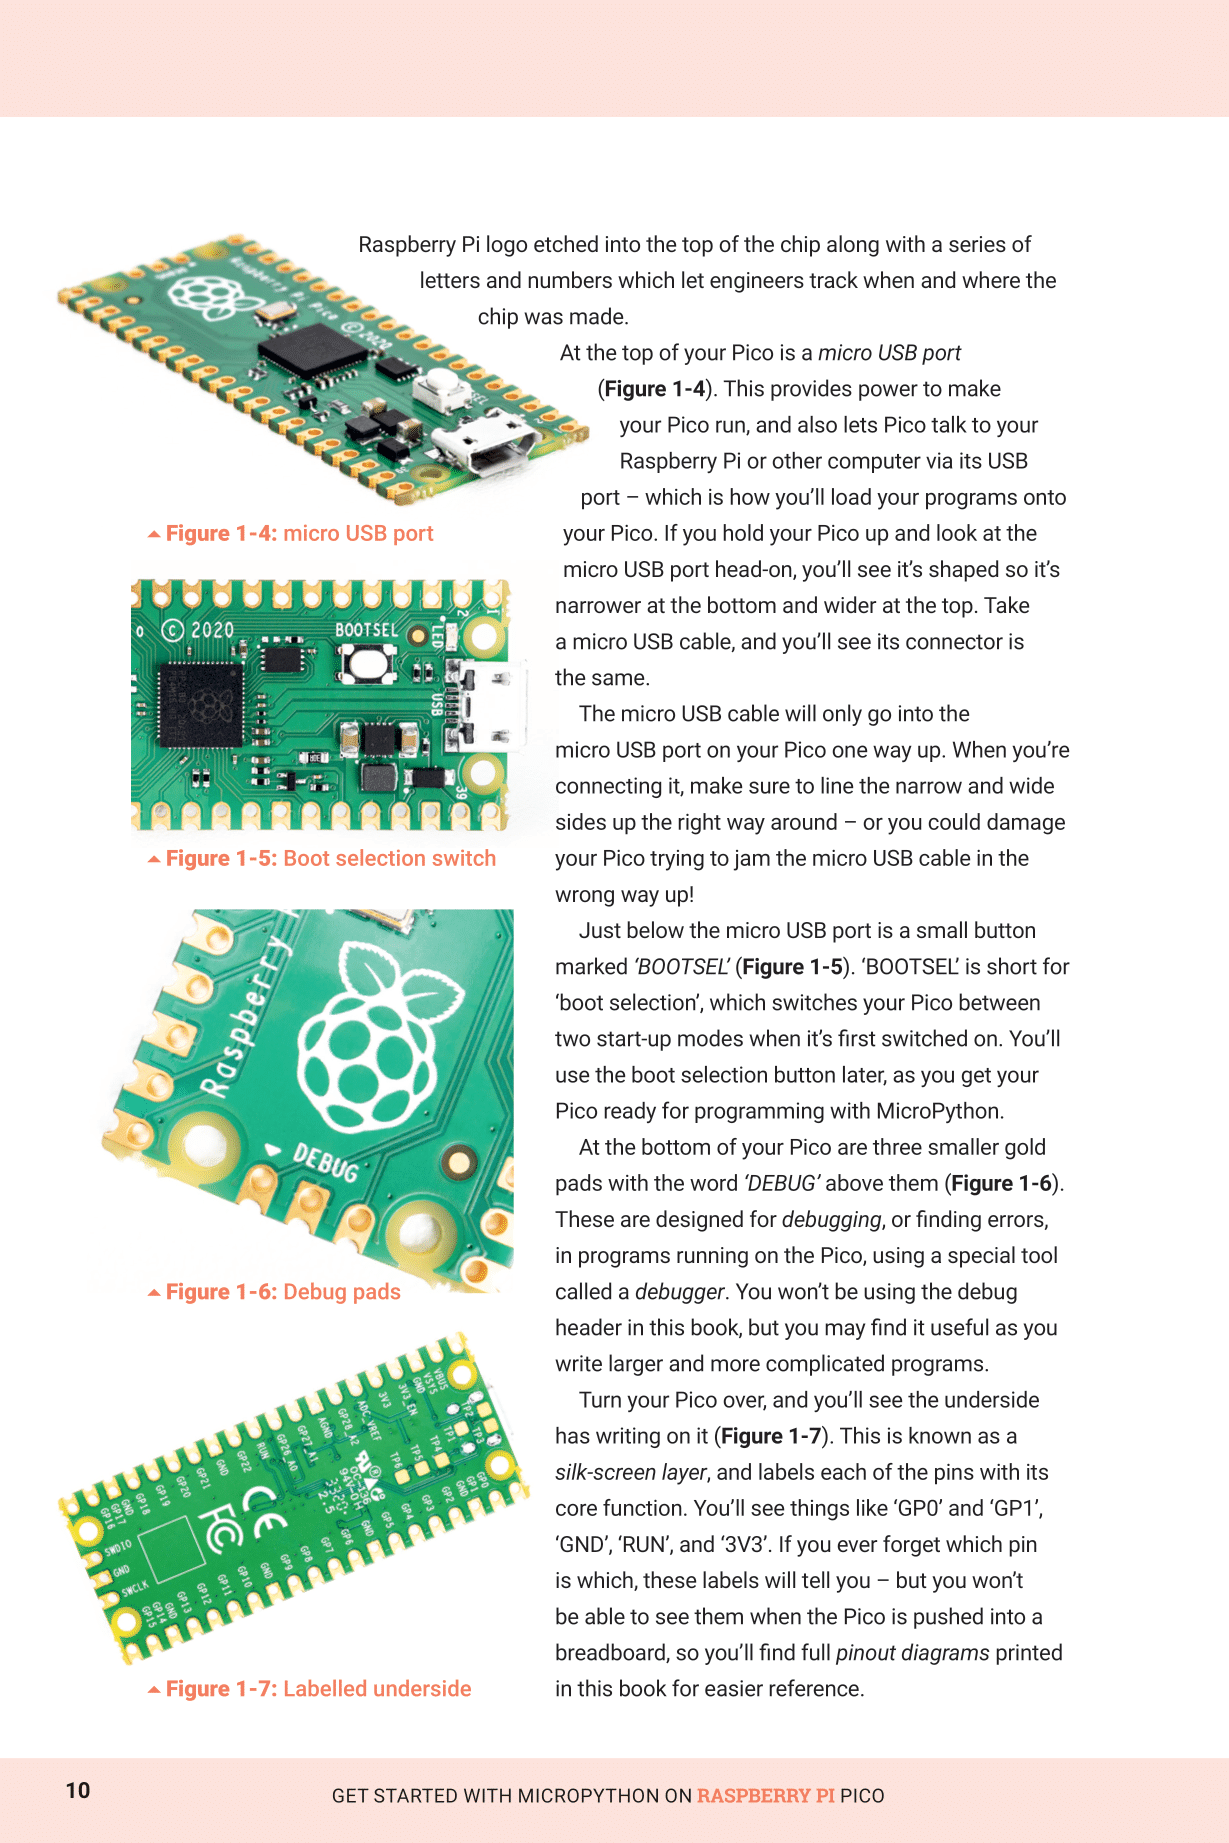 Raspberry Pi logo etched into the top of the chip along with a series of
letters and numbers which let engineers track when and where the
chip was made.
At the top of your Pico is a micro USB port
(Figure 1-4). This provides power to make
your Pico run, and also lets Pico talk to your
Raspberry Pi or other computer via its USB
port – which is how you’ll load your programs onto
your Pico. If you hold your Pico up and look at the
micro USB port head-on, you’ll see it’s shaped so it’s
narrower at the bottom and wider at the top. Take
a micro USB cable, and you’ll see its connector is
the same.
The micro USB cable will only go into the
micro USB port on your Pico one way up. When you’re
connecting it, make sure to line the narrow and wide
sides up the right way around – or you could damage
your Pico trying to jam the micro USB cable in the
wrong way up!
Just below the micro USB port is a small button
marked ‘BOOTSEL’ (Figure 1-5). ‘BOOTSEL’ is short for
‘boot selection’, which switches your Pico between
two start-up modes when it’s first switched on. You’ll
use the boot selection button later, as you get your
Pico ready for programming with MicroPython.
At the bottom of your Pico are three smaller gold
pads with the word ‘DEBUG’ above them (Figure 1-6).
These are designed for debugging, or finding errors,
in programs running on the Pico, using a special tool
called a debugger. You won’t be using the debug
header in this book, but you may find it useful as you
write larger and more complicated programs.
Turn your Pico over, and you’ll see the underside
has writing on it (Figure 1-7). This is known as a
silk-screen layer, and labels each of the pins with its
core function. You’ll see things like ‘GP0’ and ‘GP1’,
‘GND’, ‘RUN’, and ‘3V3’. If you ever forget which pin
is which, these labels will tell you – but you won’t
be able to see them when the Pico is pushed into a
breadboard, so you’ll find full pinout diagrams printed
in this book for easier reference.
Raspberry Pi Pico ©2020
Figure 1-4: micro USB port
o © 2020
BOOTSEL
LED
USB
2
1
39
Figure 1-5: Boot selection switch
Raspberry
DEBUG
Figure 1-6: Debug pads
VBUS
VSYS
GND
3V3_EN
3V3
ADC_VREF
GP28_A2
AGND
GP27_A1
GP26_A0
RUN
GP22
GND
GP21
GP20
GP19
GP18
GND
GP17
GP16
TP2
TP1
TP3
TP4
TP5
TP6
SWDIO
GND
SWCLK
FC
CE
GP0
GP1
GND
GP2
GP3
GP4
GP5
GND
GP6
GP7
GP8
GP9
GND
GP10
GP11
GP12
GP13
GND
GP14
GP15
Figure 1-7: Labelled underside
10
GET STARTED WITH MICROPYTHON ON RASPBERRY PI PICO